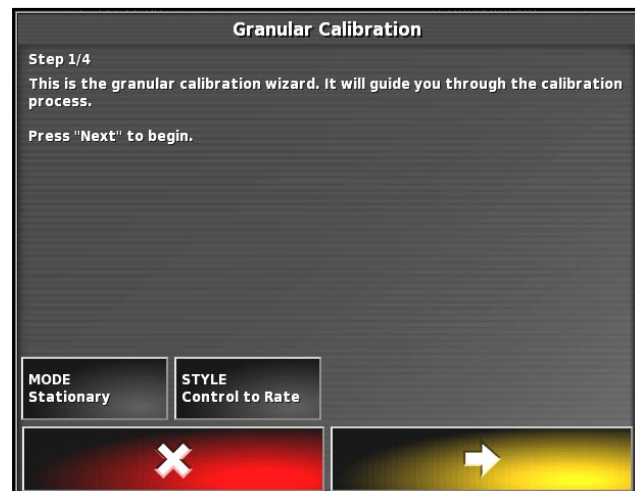 Granular Calibration
Step 1/4
This is the granular calibration wizard. It will guide you through the calibration
process.
Press "Next" to begin.
MODE
Stationary
STYLE
Control to Rate